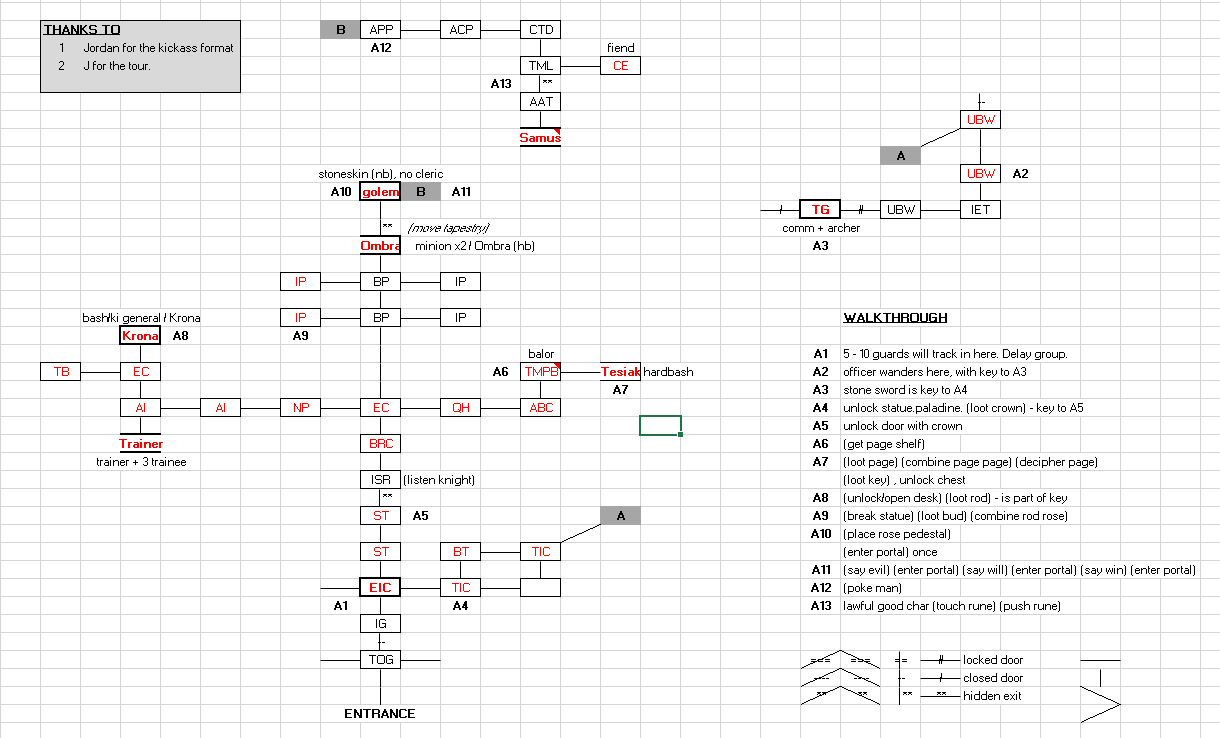 THANKS TO
1 Jordan for the kickass format
2 J for the tour.
B APP ACP CTD
A12
fiend
TML CE
A13 **
AAT
Samus
--
UBW
A
UBW A2
TG UBW IET
comm + archer
A3
stoneskin (nb), no cleric
A10 golem B A11
** (move tapestry)
Ombra minion x2 / Ombra (hb)
IP BP IP
IP BP IP
A9
bash/ki general / Krona
Krona A8
TB EC
balor
A6 TMPB Tesiak hardbash
A7
AI AI NP EC QH ABC
Trainer
trainer + 3 trainee
BRC
ISR (listen knight)
**
ST A5
A
ST BT TIC
EIC TIC
A1 A4
IG
--
TOG
ENTRANCE
WALKTHROUGH
A1 5 - 10 guards will track in here. Delay group.
A2 officer wanders here, with key to A3
A3 stone sword is key to A4
A4 unlock statue.paladine. (loot crown) - key to A5
A5 unlock door with crown
A6 (get page shelf)
A7 (loot page) (combine page page) (decipher page)
(loot key) , unlock chest
A8 (unlock/open desk) (loot rod) - is part of key
A9 (break statue) (loot bud) (combine rod rose)
A10 (place rose pedestal)
(enter portal) once
A11 (say evil) (enter portal) (say will) (enter portal) (say win) (enter portal)
A12 (poke man)
A13 lawful good char (touch rune) (push rune)
=== === == locked door
--- --- -- closed door
** ** ** ** hidden exit